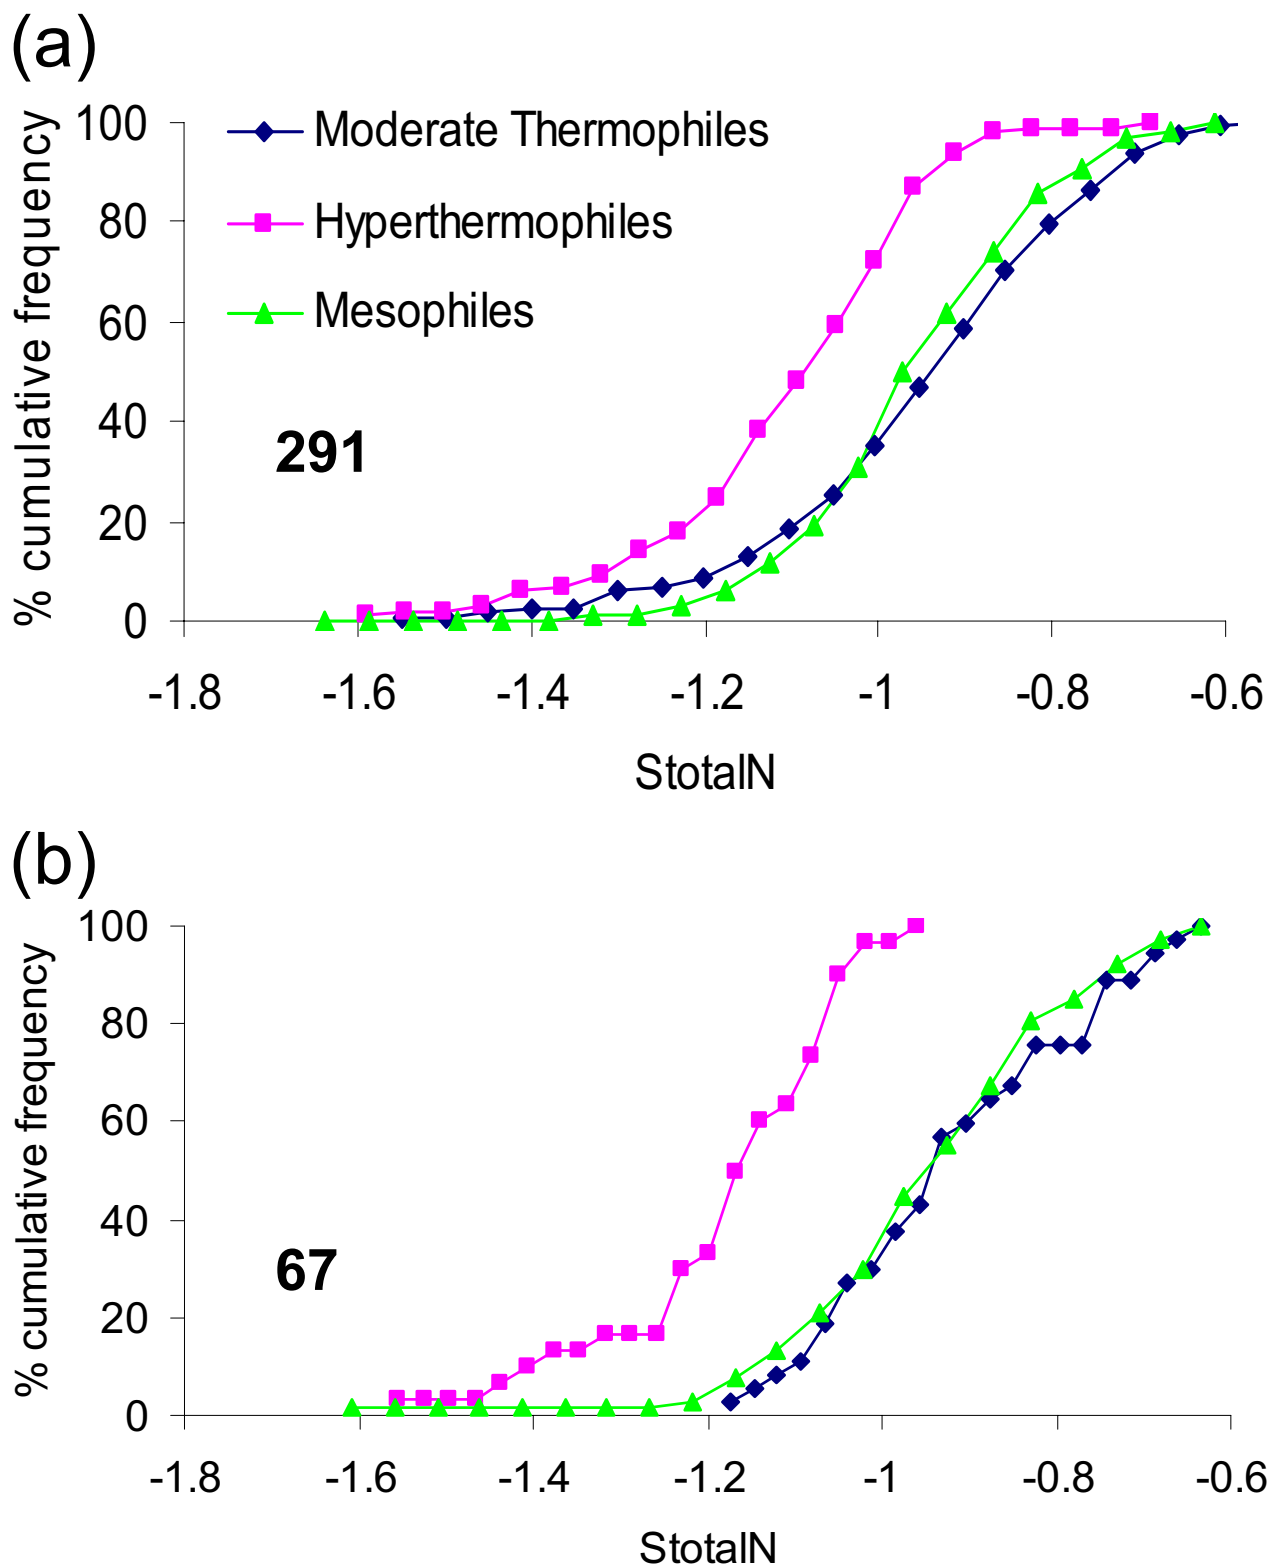 (a)
% cumulative frequency
100
80
60
40
20
0
Moderate Thermophiles
Hyperthermophiles
Mesophiles
291
-1.8 -1.6 -1.4 -1.2 -1 -0.8 -0.6
StotalN
(b)
% cumulative frequency
100
80
60
40
20
0
67
-1.8 -1.6 -1.4 -1.2 -1 -0.8 -0.6
StotalN